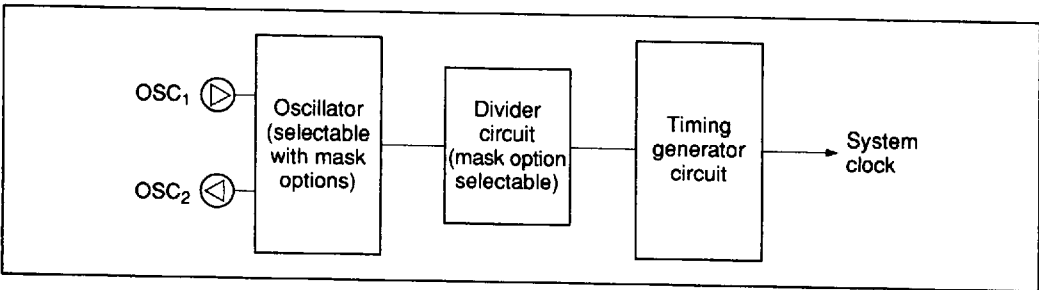 OSC1
OSC2
Oscillator
(selectable
with mask
options)
Divider
circuit
(mask option
selectable)
Timing
generator
circuit
System
clock